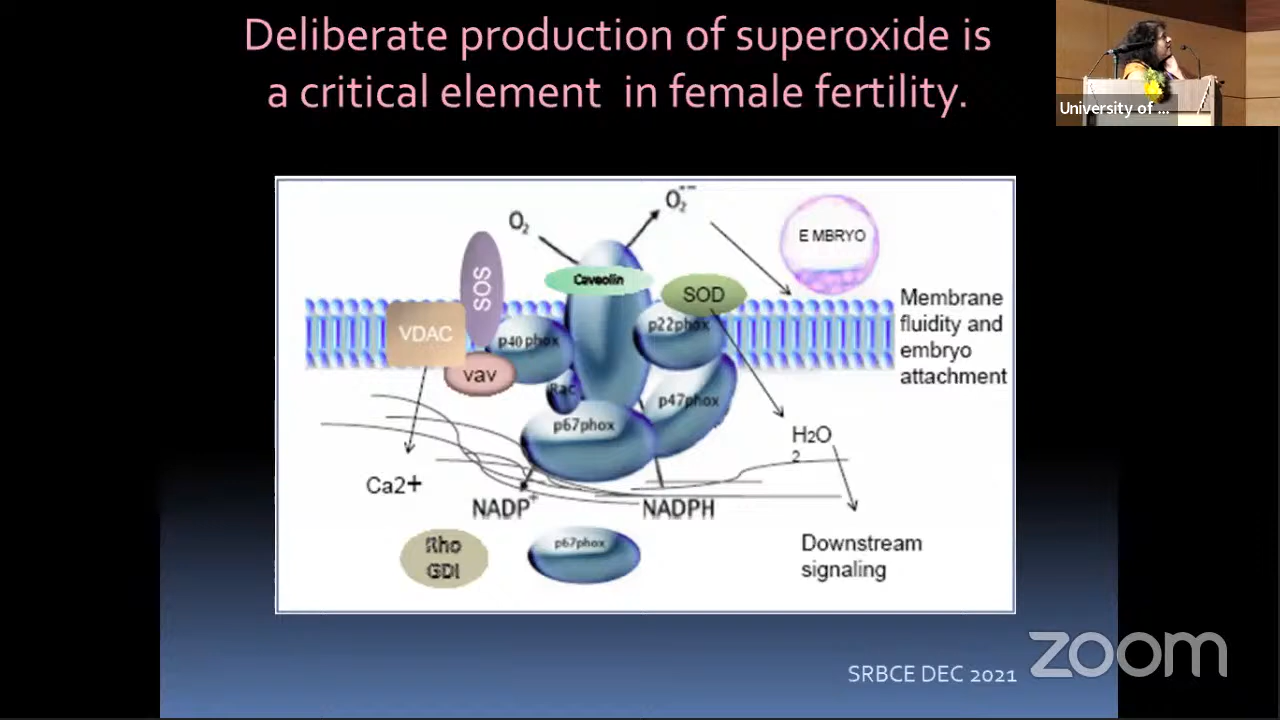 Deliberate production of superoxide is
a critical element in female fertility.
University of ...
O2
O2·−
EMBRYO
SOS
Caveolin
SOD
VDAC
p40phox
p22phox
Membrane
fluidity and
embryo
attachment
vav
Rac
p47phox
p67phox
H2O
2
Ca2+
NADP+
NADPH
Rho
GDI
p67phox
Downstream
signaling
SRBCE DEC 2021
zoom